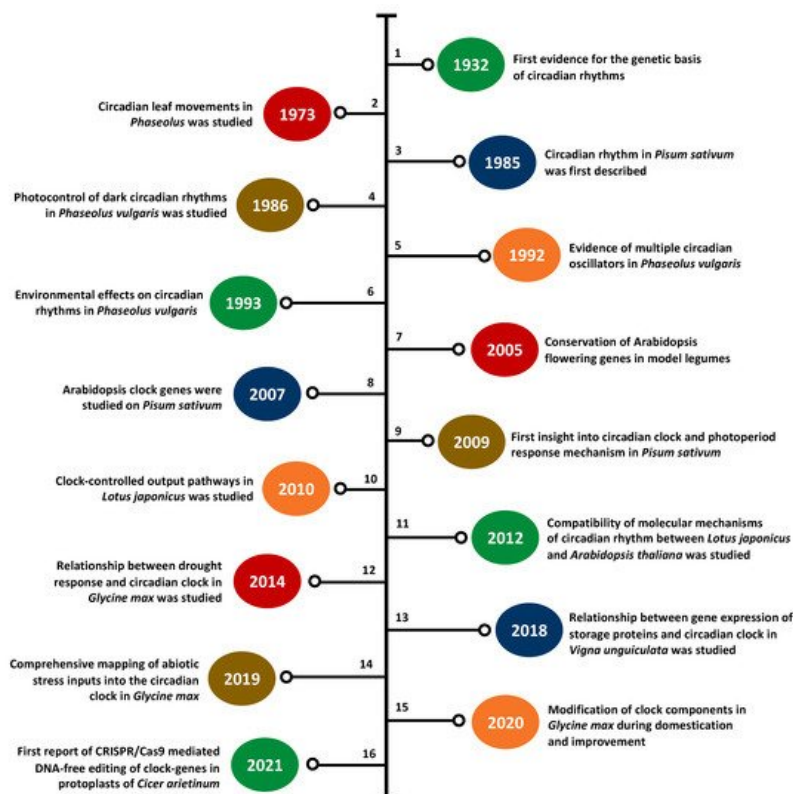 1
1932
First evidence for the genetic basis
of circadian rhythms
2
1973
Circadian leaf movements in
Phaseolus was studied
3
1985
Circadian rhythm in Pisum sativum
was first described
4
1986
Photocontrol of dark circadian rhythms
in Phaseolus vulgaris was studied
5
1992
Evidence of multiple circadian
oscillators in Phaseolus vulgaris
6
1993
Environmental effects on circadian
rhythms in Phaseolus vulgaris
7
2005
Conservation of Arabidopsis
flowering genes in model legumes
8
2007
Arabidopsis clock genes were
studied on Pisum sativum
9
2009
First insight into circadian clock and photoperiod
response mechanism in Pisum sativum
10
2010
Clock-controlled output pathways in
Lotus japonicus was studied
11
2012
Compatibility of molecular mechanisms
of circadian rhythm between Lotus japonicus
and Arabidopsis thaliana was studied
12
2014
Relationship between drought
response and circadian clock in
Glycine max was studied
13
2018
Relationship between gene expression of
storage proteins and circadian clock in
Vigna unguiculata was studied
14
2019
Comprehensive mapping of abiotic
stress inputs into the circadian
clock in Glycine max
15
2020
Modification of clock components in
Glycine max during domestication
and improvement
16
2021
First report of CRISPR/Cas9 mediated
DNA-free editing of clock-genes in
protoplasts of Cicer arietinum